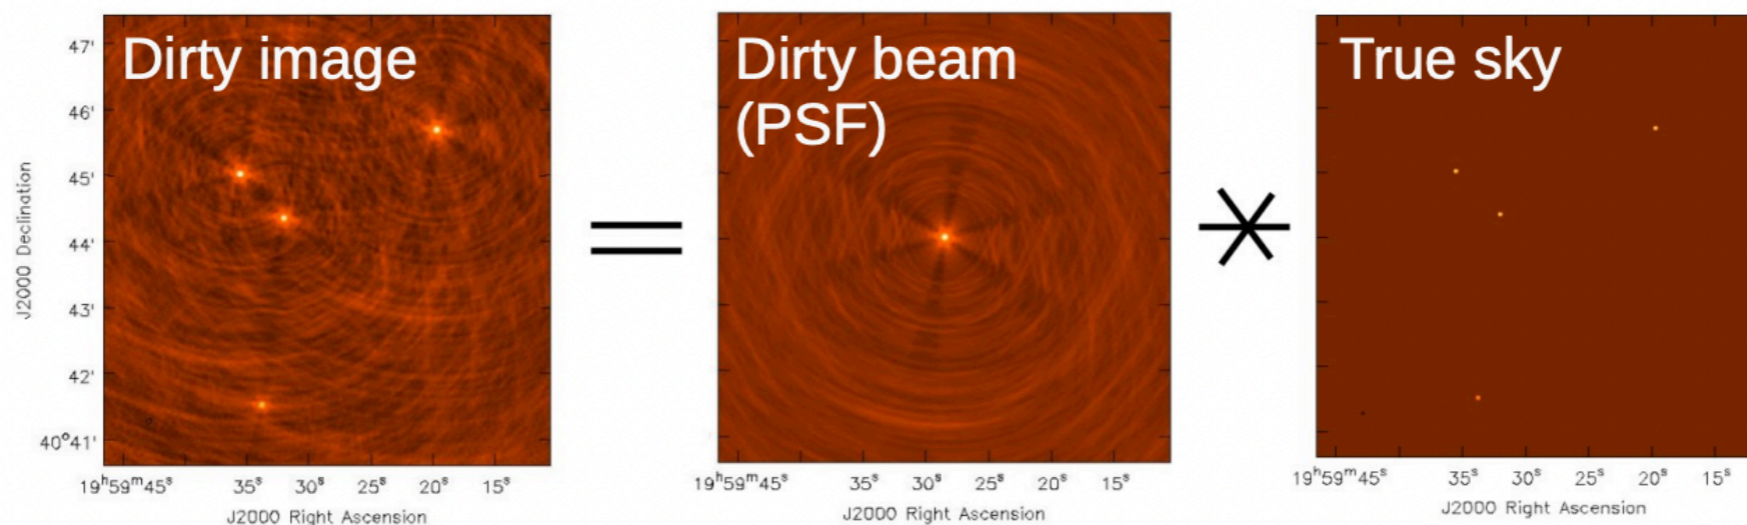 Dirty image
47'
46'
45'
44'
43'
42'
40°41'
J2000 Declination
19ʰ59ᵐ45ˢ 35ˢ 30ˢ 25ˢ 20ˢ 15ˢ
J2000 Right Ascension
=
Dirty beam
(PSF)
19ʰ59ᵐ45ˢ 35ˢ 30ˢ 25ˢ 20ˢ 15ˢ
J2000 Right Ascension
*
True sky
19ʰ59ᵐ45ˢ 35ˢ 30ˢ 25ˢ 20ˢ 15ˢ
J2000 Right Ascension